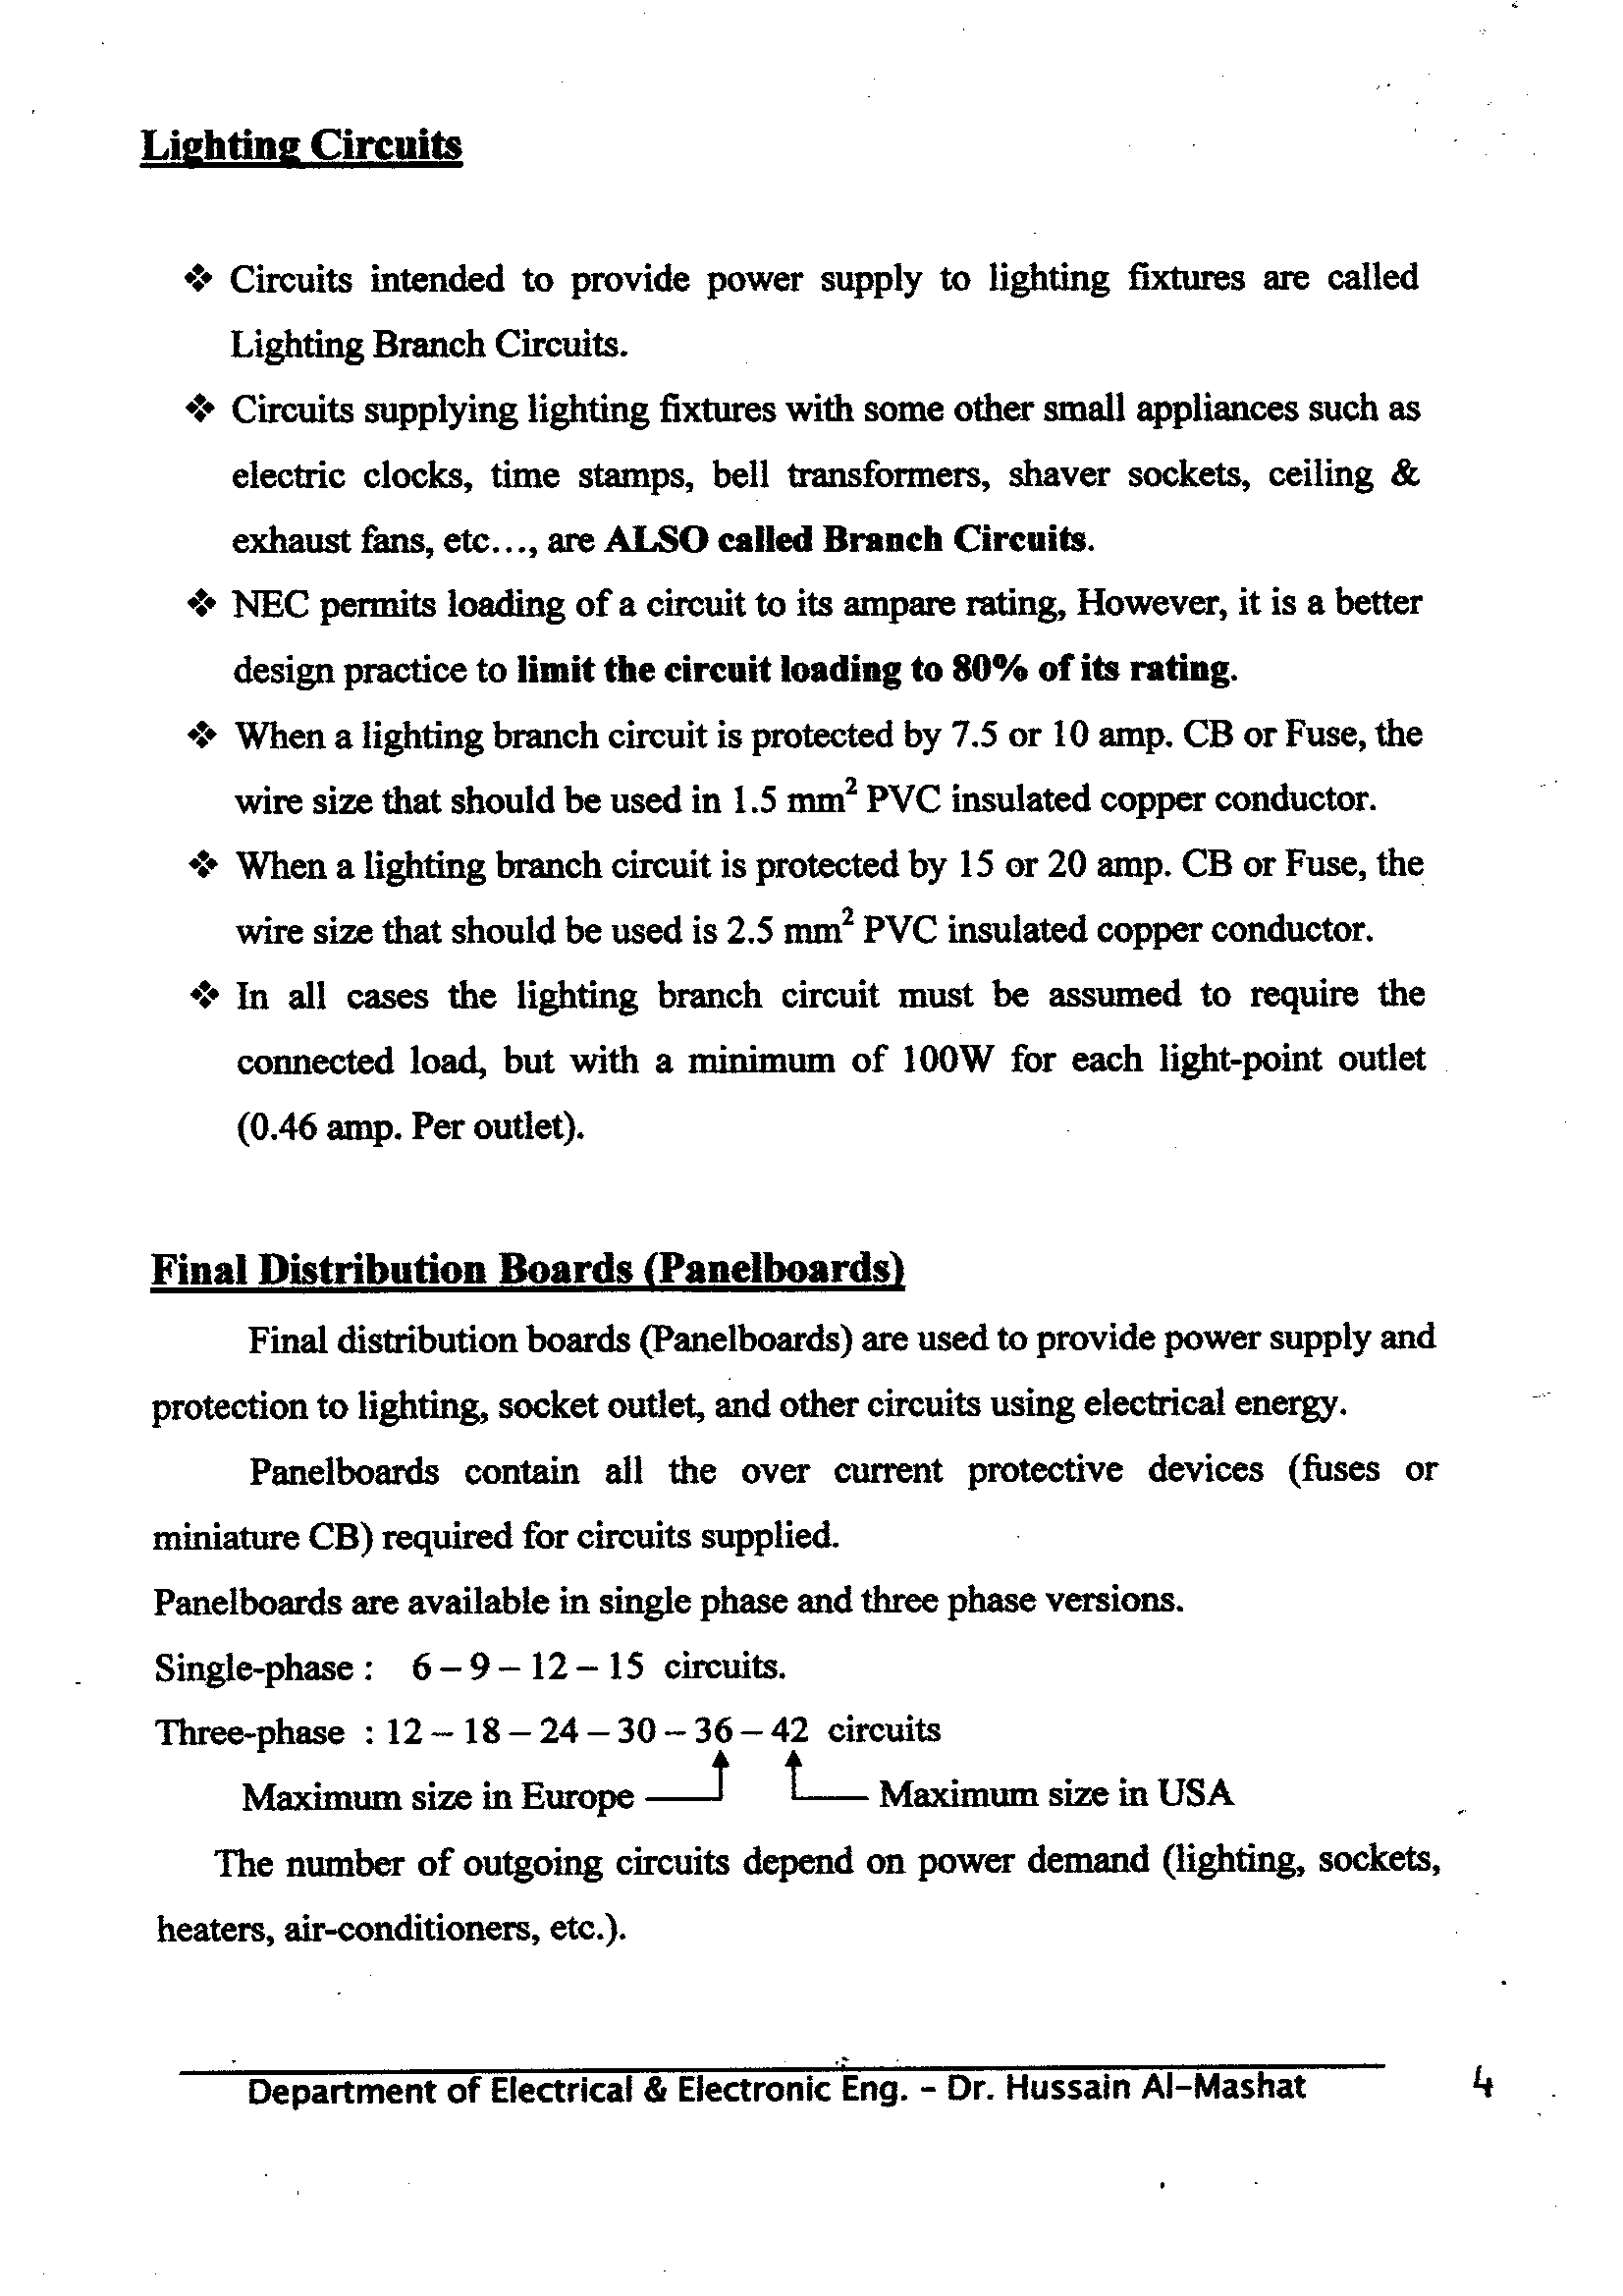 Lighting Circuits
❖ Circuits intended to provide power supply to lighting fixtures are called
Lighting Branch Circuits.
❖ Circuits supplying lighting fixtures with some other small appliances such as
electric clocks, time stamps, bell transformers, shaver sockets, ceiling &
exhaust fans, etc…, are ALSO called Branch Circuits.
❖ NEC permits loading of a circuit to its ampare rating, However, it is a better
design practice to limit the circuit loading to 80% of its rating.
❖ When a lighting branch circuit is protected by 7.5 or 10 amp. CB or Fuse, the
wire size that should be used in 1.5 mm² PVC insulated copper conductor.
❖ When a lighting branch circuit is protected by 15 or 20 amp. CB or Fuse, the
wire size that should be used is 2.5 mm² PVC insulated copper conductor.
❖ In all cases the lighting branch circuit must be assumed to require the
connected load, but with a minimum of 100W for each light-point outlet
(0.46 amp. Per outlet).
Final Distribution Boards (Panelboards)
Final distribution boards (Panelboards) are used to provide power supply and
protection to lighting, socket outlet, and other circuits using electrical energy.
Panelboards contain all the over current protective devices (fuses or
miniature CB) required for circuits supplied.
Panelboards are available in single phase and three phase versions.
Single-phase : 6 – 9 – 12 – 15 circuits.
Three-phase : 12 – 18 – 24 – 30 – 36 – 42 circuits
Maximum size in Europe Maximum size in USA
The number of outgoing circuits depend on power demand (lighting, sockets,
heaters, air-conditioners, etc.).
Department of Electrical & Electronic Eng. – Dr. Hussain Al-Mashat 4